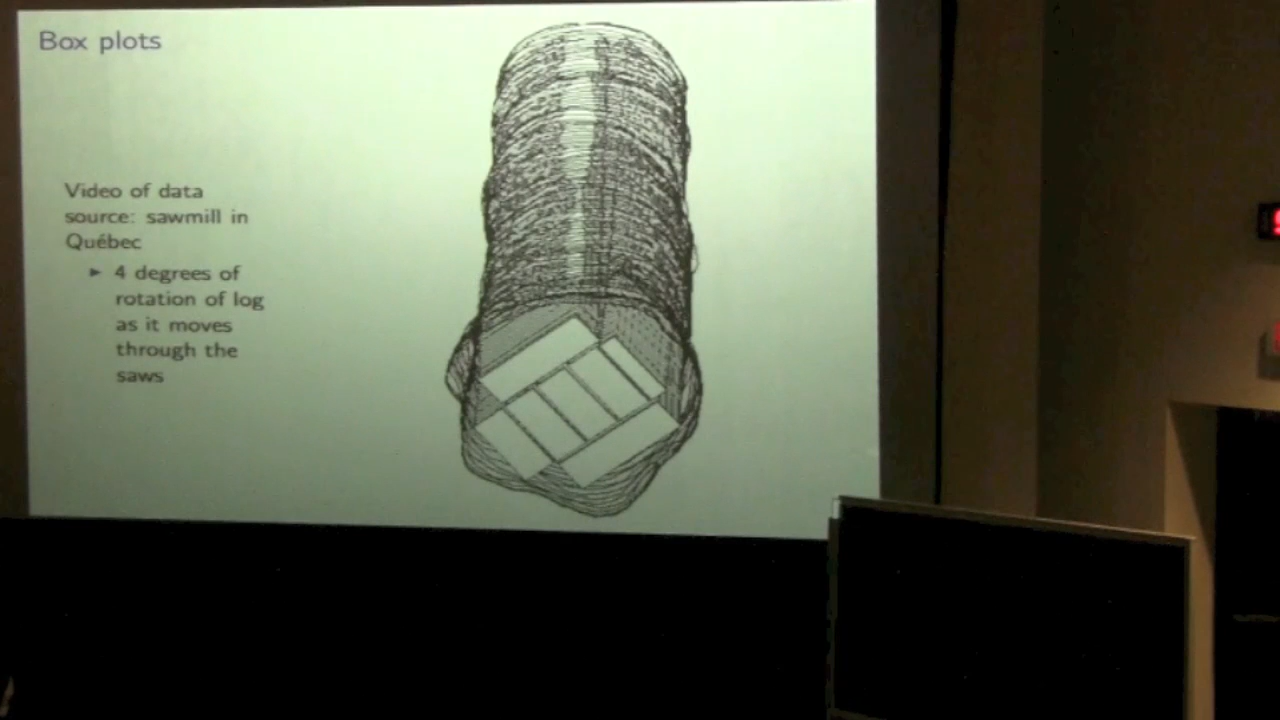 Box plots
Video of data
source: sawmill in
Québec
► 4 degrees of
rotation of log
as it moves
through the
saws